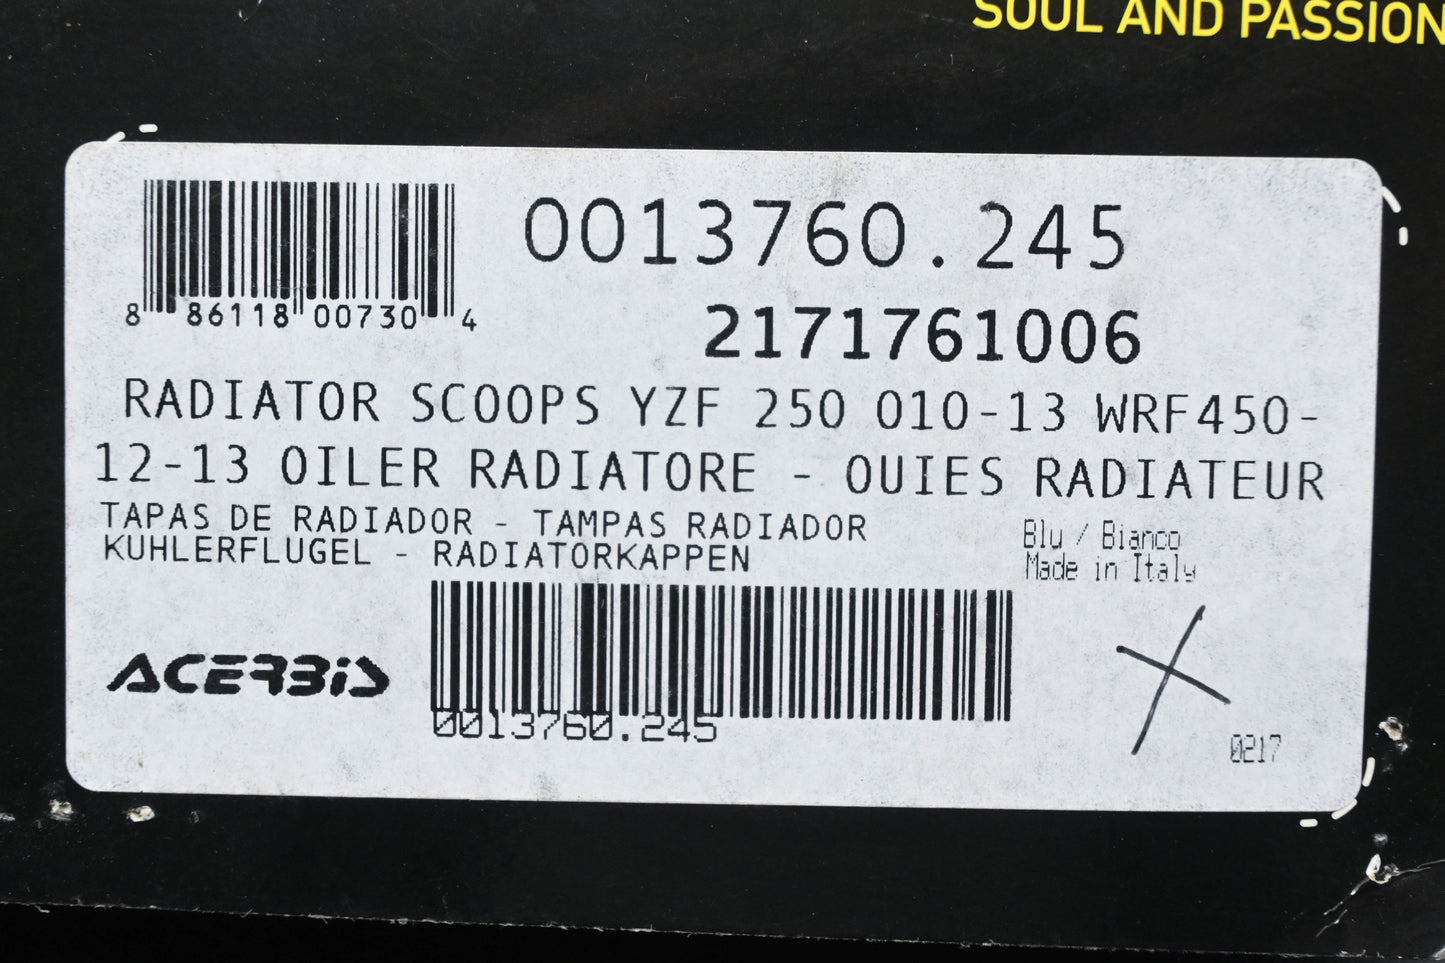 SOUL AND PASSION
0013760.245
8 86118 00730 4
2171761006
RADIATOR SCOOPS YZF 250 010-13 WRF450-
12-13 OILER RADIATORE - OUIES RADIATEUR
TAPAS DE RADIADOR - TAMPAS RADIADOR
KUHLERFLUGEL - RADIATORKAPPEN
Blu / Bianco
Made in Italy
ACERBIS
0013760.245
0217